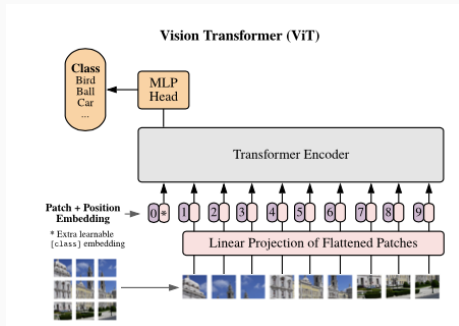 Vision Transformer (ViT)
Class
Bird
Ball
Car
...
MLP
Head
Transformer Encoder
Patch + Position
Embedding
0 * 1 2 3 4 5 6 7 8 9
* Extra learnable
[class] embedding
Linear Projection of Flattened Patches